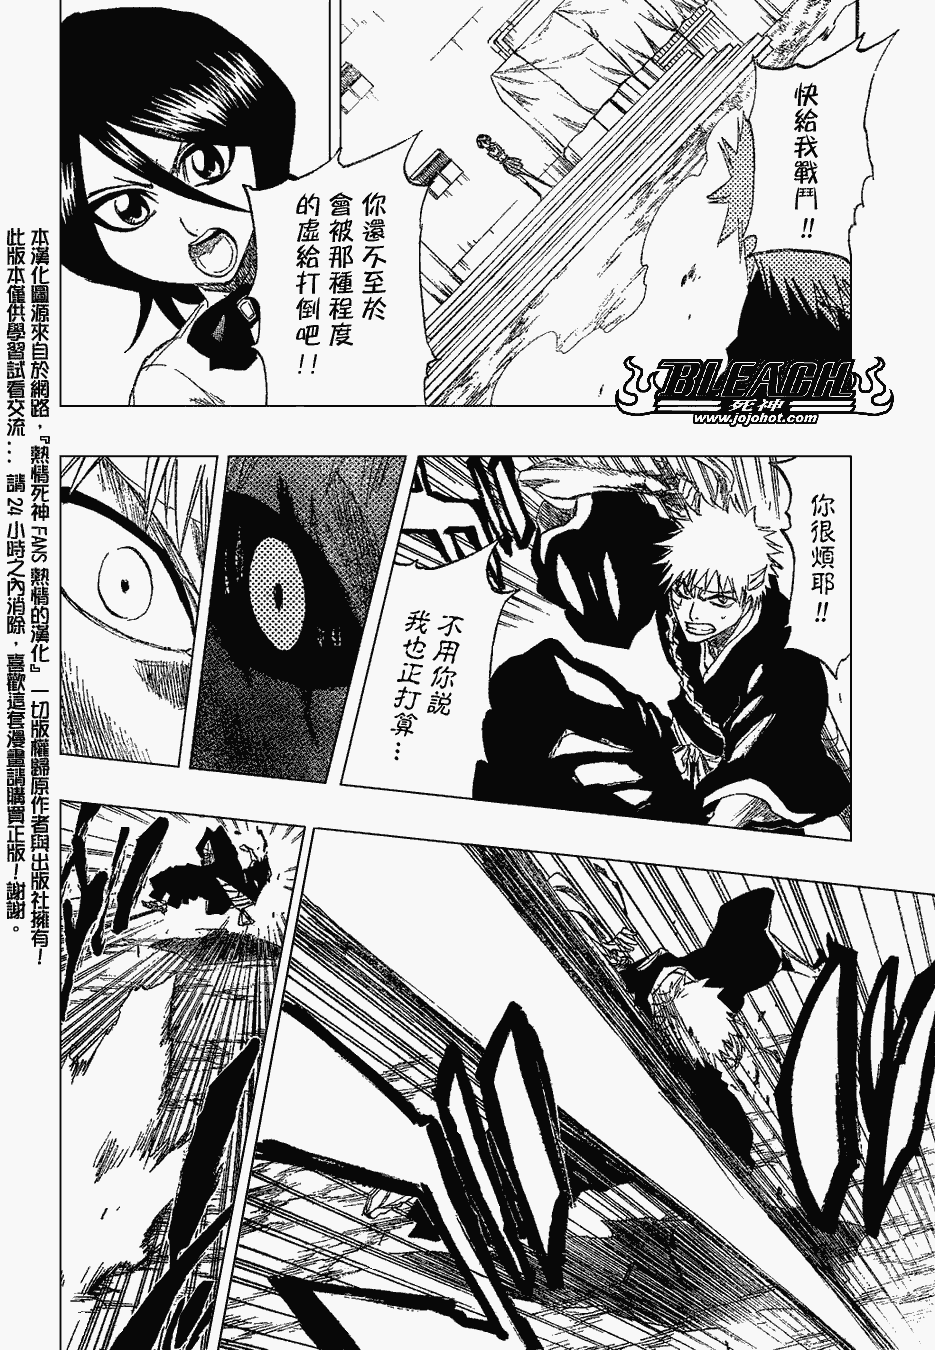 快給我戰鬥!!
你還不至於
會被那種程度
的虛給打倒吧!!
BLEACH
死神
www.jojohot.com
你很煩耶!!
不用你說
我也正打算…
本漢化圖源來自於網路，『熱情死神 FANS 熱情的漢化』一切版權歸原作者與出版社擁有！
此版本僅供學習試看交流... 請 24 小時之內消除，喜歡這套漫畫請購買正版！謝謝。